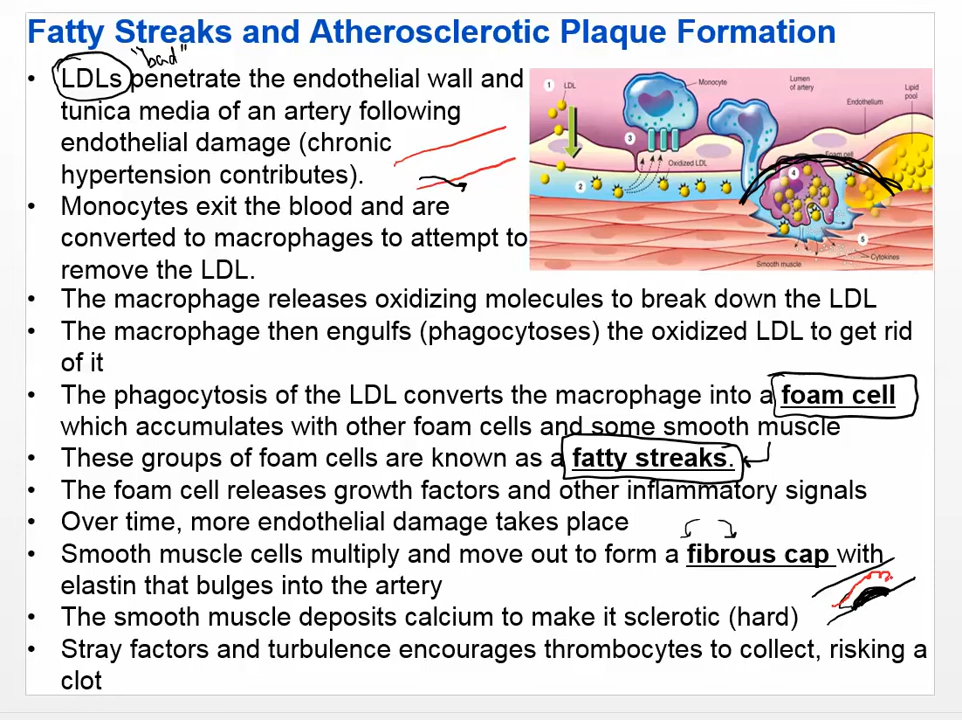 Fatty Streaks and Atherosclerotic Plaque Formation
"bad"
• LDLs penetrate the endothelial wall and
tunica media of an artery following
endothelial damage (chronic
hypertension contributes).
• Monocytes exit the blood and are
converted to macrophages to attempt to
remove the LDL.
1 LDL
Monocyte
Lumen
of artery
Endothelium
Lipid
pool
3
Oxidized LDL
Foam cell
2
4
5
Cytokines
Smooth muscle
• The macrophage releases oxidizing molecules to break down the LDL
• The macrophage then engulfs (phagocytoses) the oxidized LDL to get rid
of it
• The phagocytosis of the LDL converts the macrophage into a foam cell
which accumulates with other foam cells and some smooth muscle
• These groups of foam cells are known as a fatty streaks.
• The foam cell releases growth factors and other inflammatory signals
• Over time, more endothelial damage takes place
• Smooth muscle cells multiply and move out to form a fibrous cap with
elastin that bulges into the artery
• The smooth muscle deposits calcium to make it sclerotic (hard)
• Stray factors and turbulence encourages thrombocytes to collect, risking a
clot